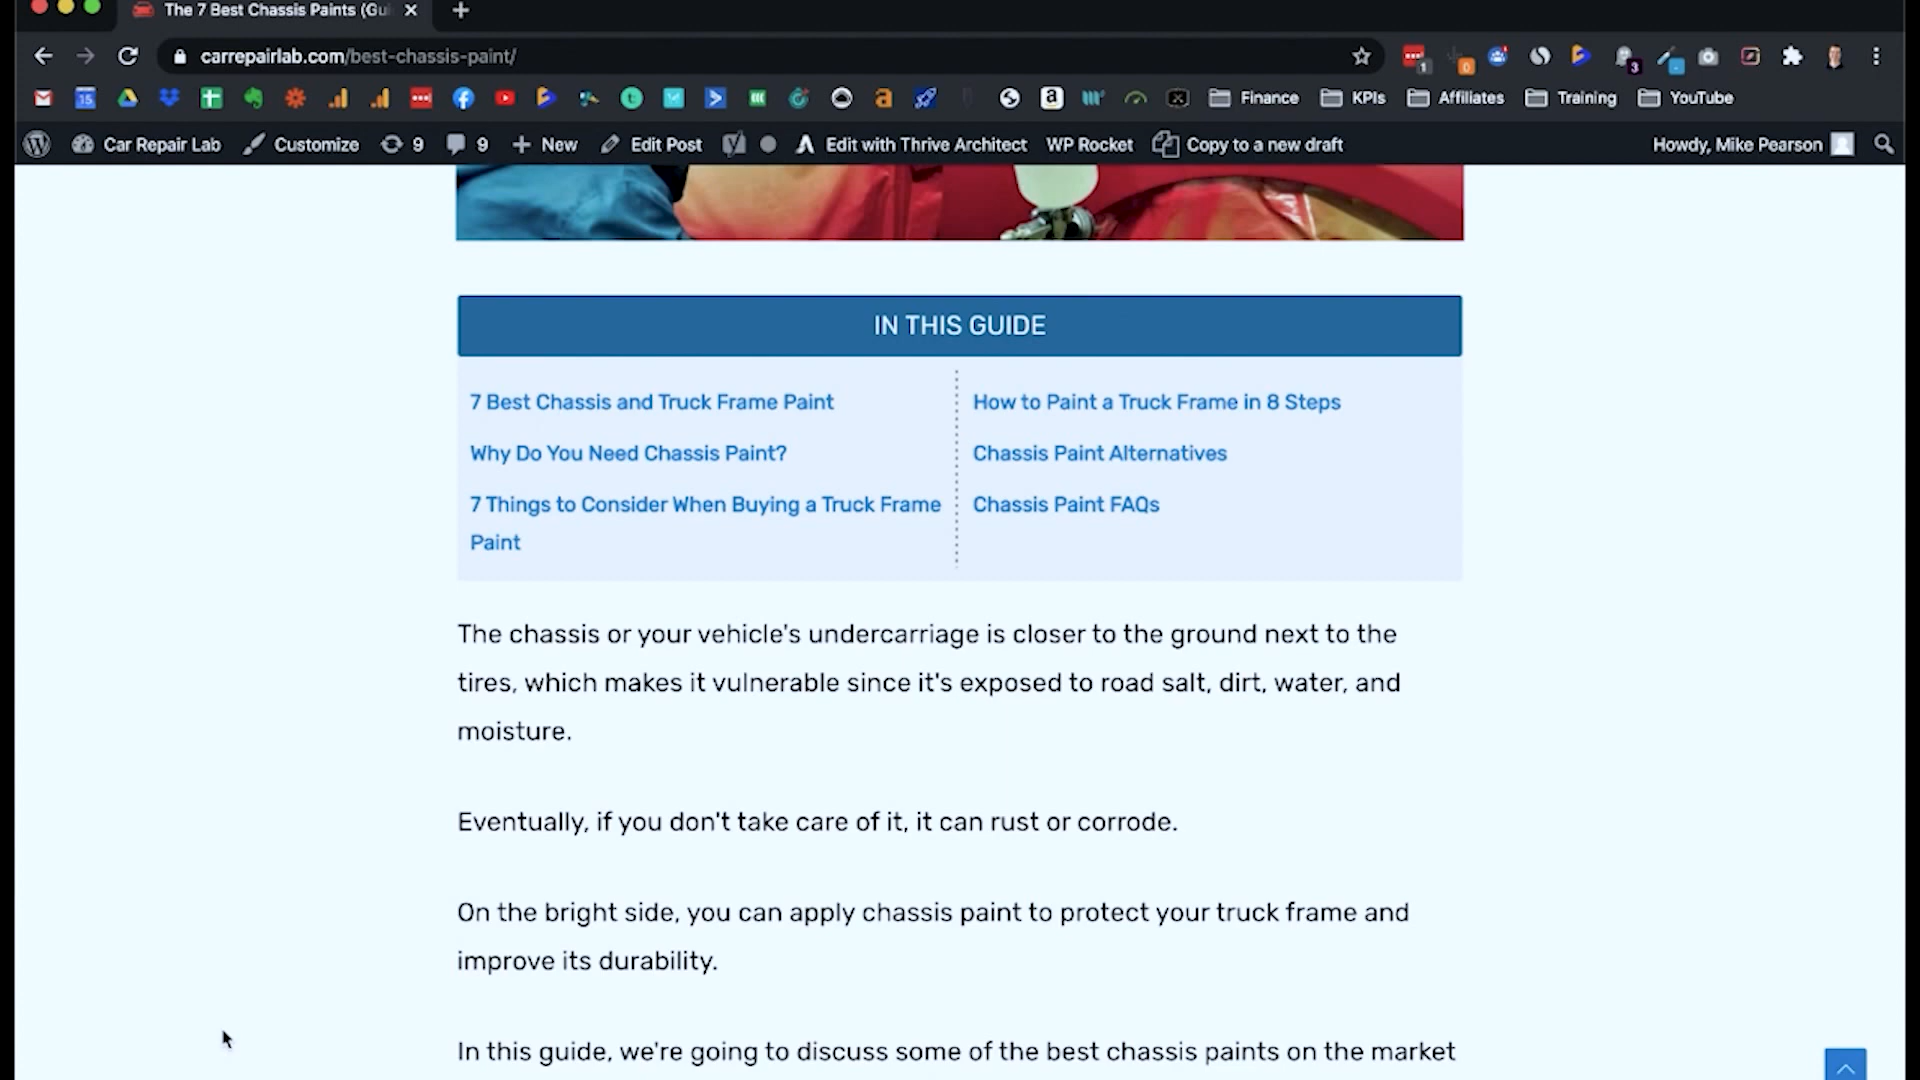 The 7 Best Chassis Paints (Gui
carrepairlab.com/best-chassis-paint/
1
0
3
15
Finance
KPIs
Affiliates
Training
YouTube
Car Repair Lab
Customize
9
9
New
Edit Post
Edit with Thrive Architect
WP Rocket
Copy to a new draft
Howdy, Mike Pearson
IN THIS GUIDE
7 Best Chassis and Truck Frame Paint
Why Do You Need Chassis Paint?
7 Things to Consider When Buying a Truck Frame
Paint
How to Paint a Truck Frame in 8 Steps
Chassis Paint Alternatives
Chassis Paint FAQs
The chassis or your vehicle's undercarriage is closer to the ground next to the
tires, which makes it vulnerable since it's exposed to road salt, dirt, water, and
moisture.
Eventually, if you don't take care of it, it can rust or corrode.
On the bright side, you can apply chassis paint to protect your truck frame and
improve its durability.
In this guide, we're going to discuss some of the best chassis paints on the market